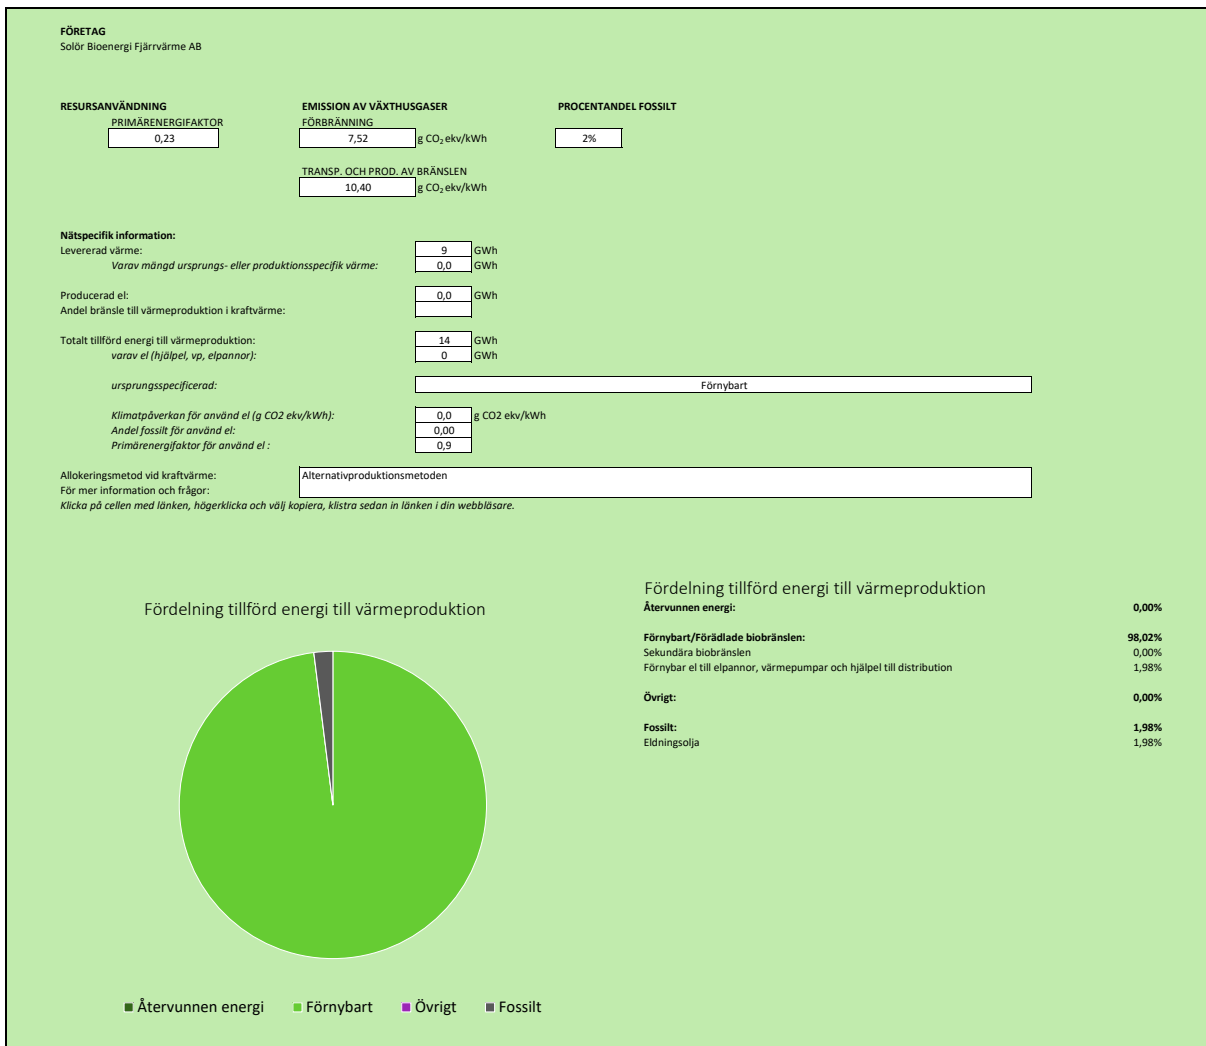 FÖRETAG
Solör Bioenergi Fjärrvärme AB
RESURSANVÄNDNING EMISSION AV VÄXTHUSGASER PROCENTANDEL FOSSILT
PRIMÄRENERGIFAKTOR FÖRBRÄNNING
0,23 7,52 g CO₂ ekv/kWh 2%
TRANSP. OCH PROD. AV BRÄNSLEN
10,40 g CO₂ ekv/kWh
Nätspecifik information:
Levererad värme: 9 GWh
Varav mängd ursprungs- eller produktionsspecifik värme: 0,0 GWh
Producerad el: 0,0 GWh
Andel bränsle till värmeproduktion i kraftvärme:
Totalt tillförd energi till värmeproduktion: 14 GWh
varav el (hjälpel, vp, elpannor): 0 GWh
ursprungsspecificerad: Förnybart
Klimatpåverkan för använd el (g CO2 ekv/kWh): 0,0 g CO2 ekv/kWh
Andel fossilt för använd el: 0,00
Primärenergifaktor för använd el : 0,9
Allokeringsmetod vid kraftvärme: Alternativproduktionsmetoden
För mer information och frågor:
Klicka på cellen med länken, högerklicka och välj kopiera, klistra sedan in länken i din webbläsare.
Fördelning tillförd energi till värmeproduktion
Återvunnen energi Förnybart Övrigt Fossilt
Fördelning tillförd energi till värmeproduktion
Återvunnen energi: 0,00%
Förnybart/Förädlade biobränslen: 98,02%
Sekundära biobränslen 0,00%
Förnybar el till elpannor, värmepumpar och hjälpel till distribution 1,98%
Övrigt: 0,00%
Fossilt: 1,98%
Eldningsolja 1,98%